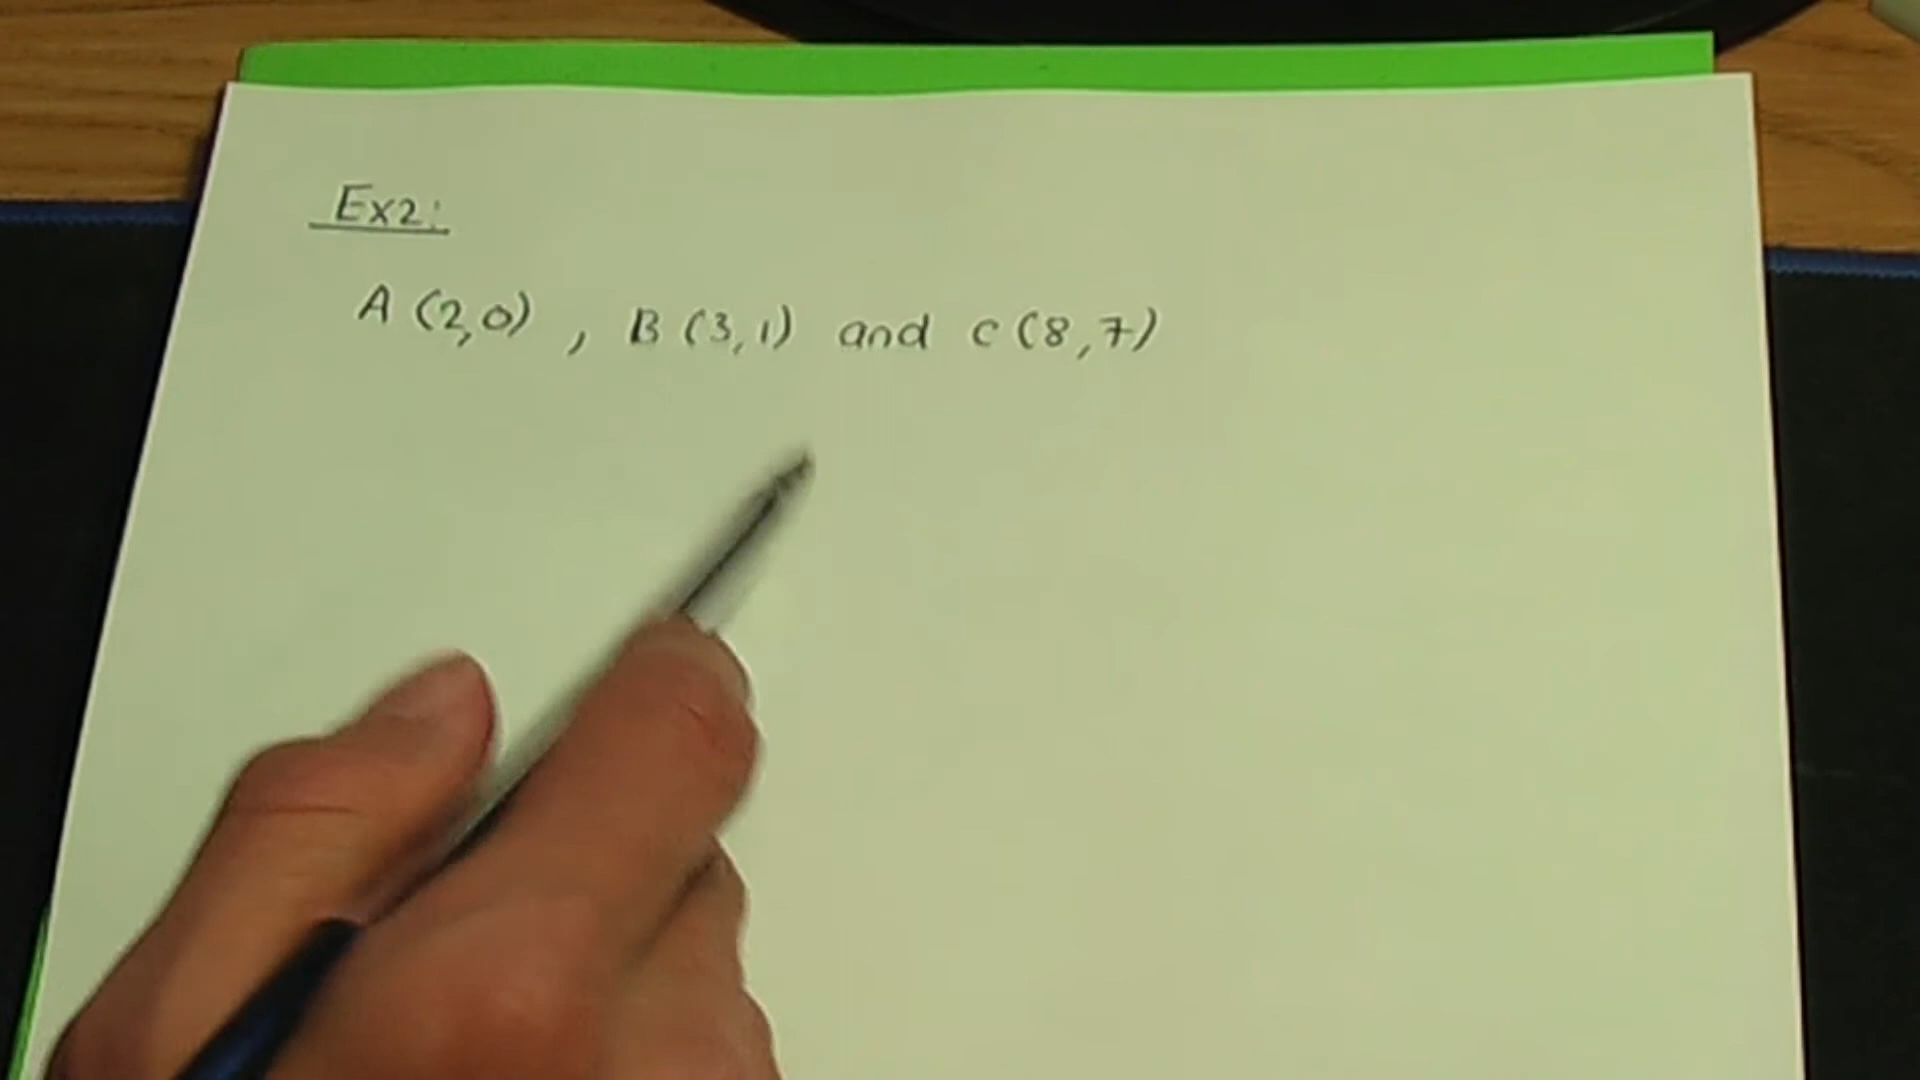 Ex2:
A (2,0) , B (3,1) and C (8,7)